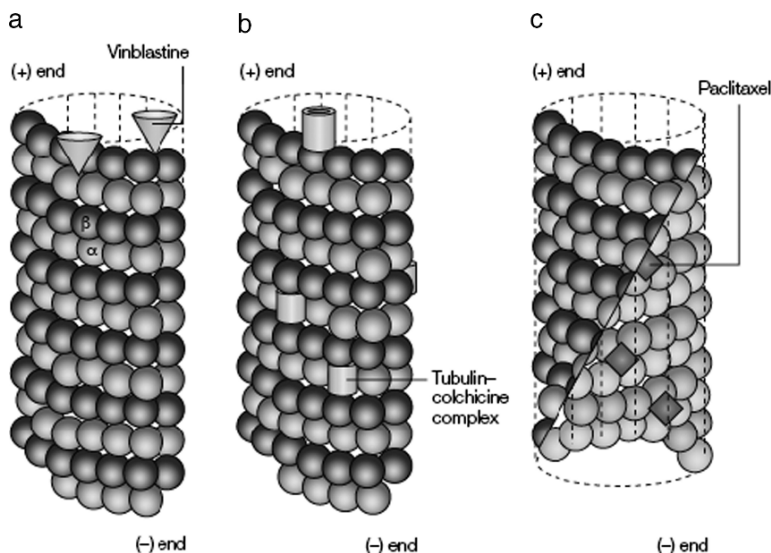 a
Vinblastine
(+) end
β
α
(–) end
b
(+) end
Tubulin–
colchicine
complex
(–) end
c
(+) end
Paclitaxel
(–) end